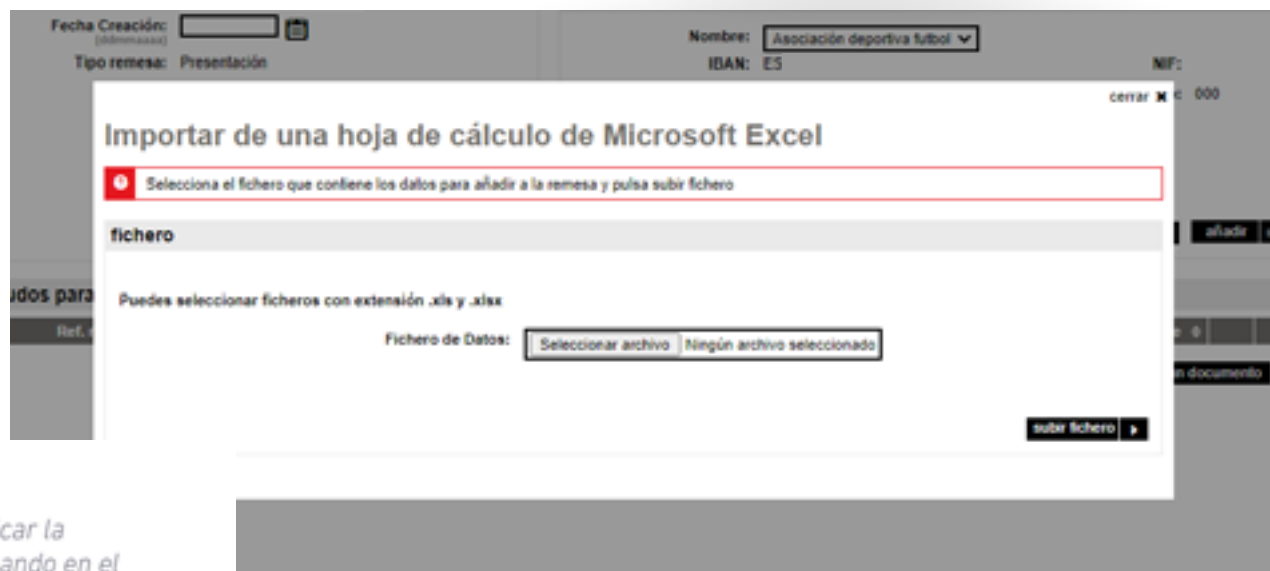 Fecha Creación:
(ddmmaaaa)
Nombre: Asociación deportiva futbol
Tipo remesa: Presentación
IBAN: ES
NIF:
cerrar
000
Importar de una hoja de cálculo de Microsoft Excel
Selecciona el fichero que contiene los datos para añadir a la remesa y pulsa subir fichero
fichero
añadir
udos para
Puedes seleccionar ficheros con extensión .xls y .xlsx
Ref.
Fichero de Datos: Seleccionar archivo Ningún archivo seleccionado
n documento
subir fichero
car la
ando en el